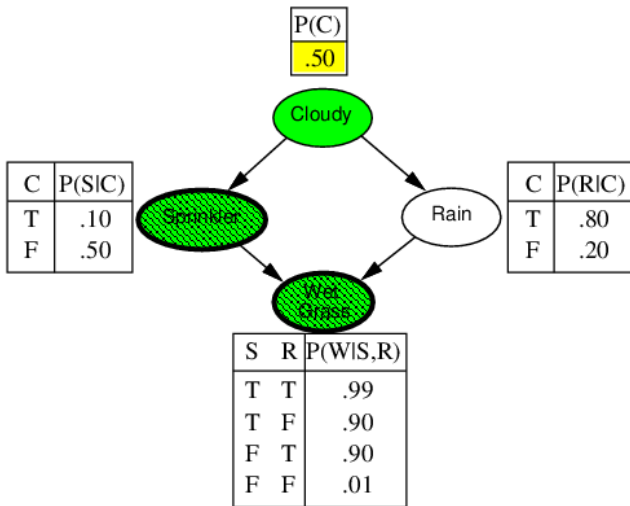 P(C)
.50
Cloudy
C P(S|C)
T .10
F .50
Sprinkler
Rain
C P(R|C)
T .80
F .20
Wet
Grass
S R P(W|S,R)
T T .99
T F .90
F T .90
F F .01